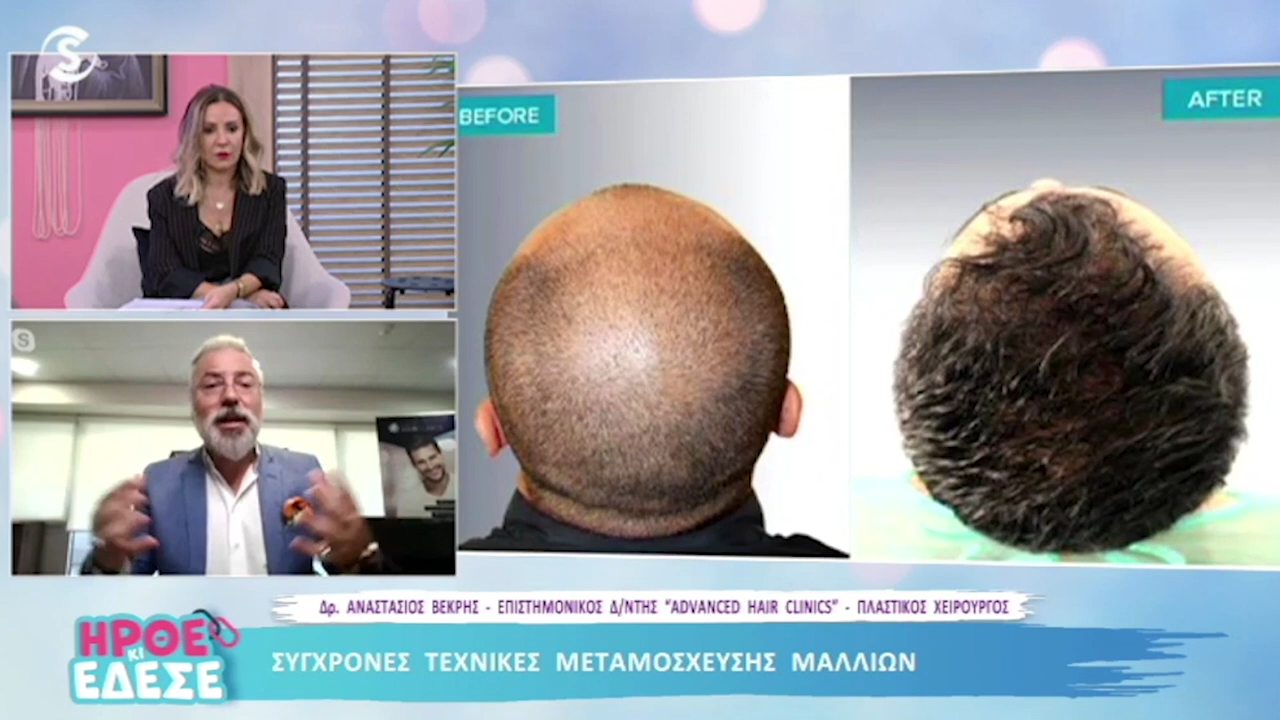 S
BEFORE
AFTER
S
Δρ. ΑΝΑΣΤΑΣΙΟΣ ΒΕΚΡΗΣ - ΕΠΙΣΤΗΜΟΝΙΚΟΣ Δ/ΝΤΗΣ "ADVANCED HAIR CLINICS" - ΠΛΑΣΤΙΚΟΣ ΧΕΙΡΟΥΡΓΟΣ
ΗΡΘΕ
ΚΙ
ΕΔΕΣΕ
ΣΥΓΧΡΟΝΕΣ ΤΕΧΝΙΚΕΣ ΜΕΤΑΜΟΣΧΕΥΣΗΣ ΜΑΛΛΙΩΝ